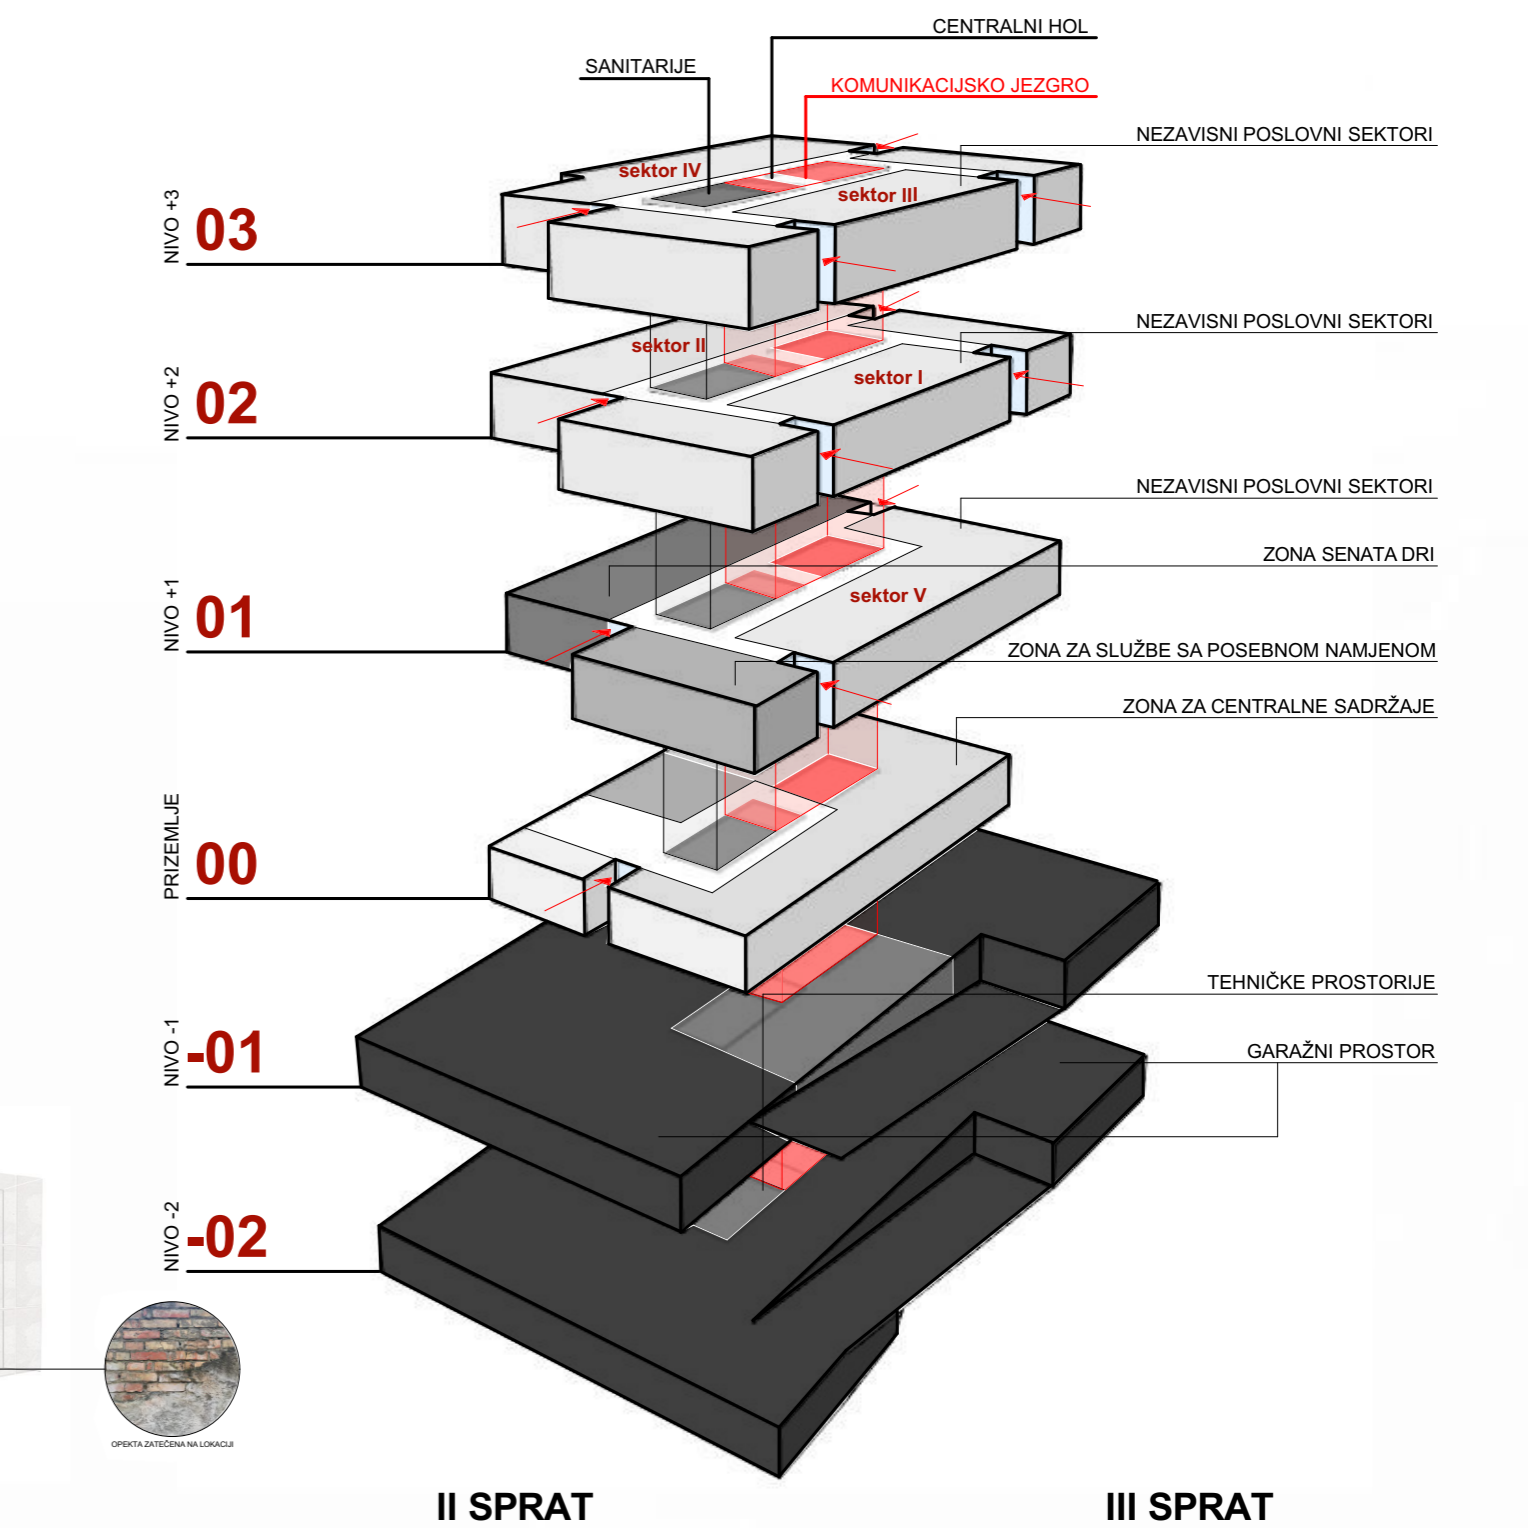 CENTRALNI HOL
SANITARIJE
KOMUNIKACIJSKO JEZGRO
NEZAVISNI POSLOVNI SEKTORI
sektor IV
sektor III
NIVO +3
03
NEZAVISNI POSLOVNI SEKTORI
sektor II
sektor I
NIVO +2
02
NEZAVISNI POSLOVNI SEKTORI
ZONA SENATA DRI
sektor V
NIVO +1
01
ZONA ZA SLUŽBE SA POSEBNOM NAMJENOM
ZONA ZA CENTRALNE SADRŽAJE
PRIZEMLJE
00
TEHNIČKE PROSTORIJE
NIVO -1
-01
GARAŽNI PROSTOR
NIVO -2
-02
OPEKTA ZATEČENA NA LOKACIJI
II SPRAT
III SPRAT